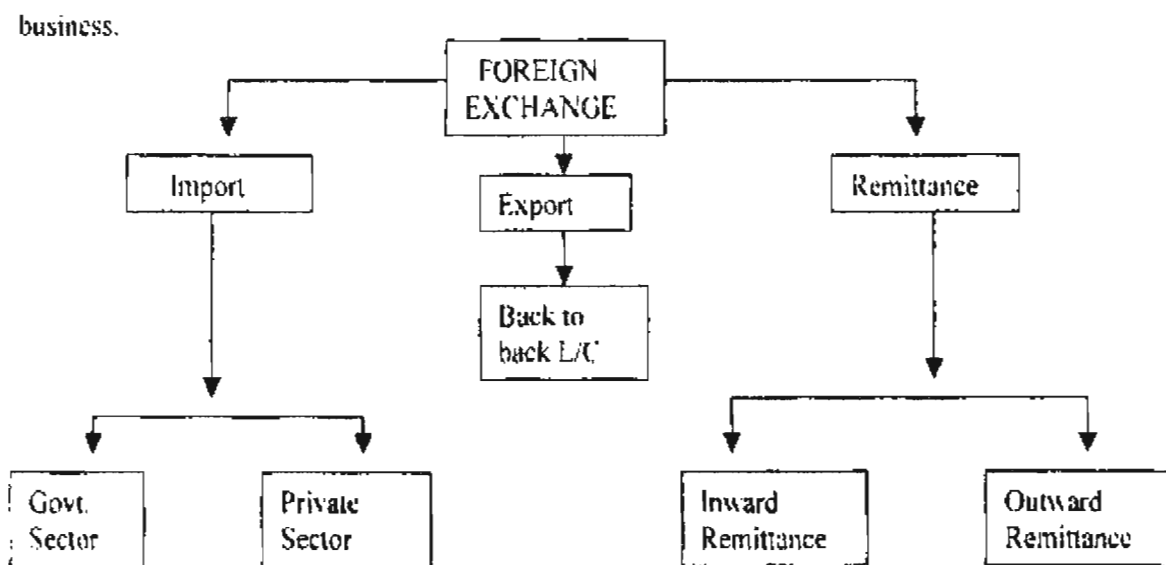 business.
FOREIGN
EXCHANGE
Import
Export
Remittance
Back to
back L/C
Govt.
Sector
Private
Sector
Inward
Remittance
Outward
Remittance